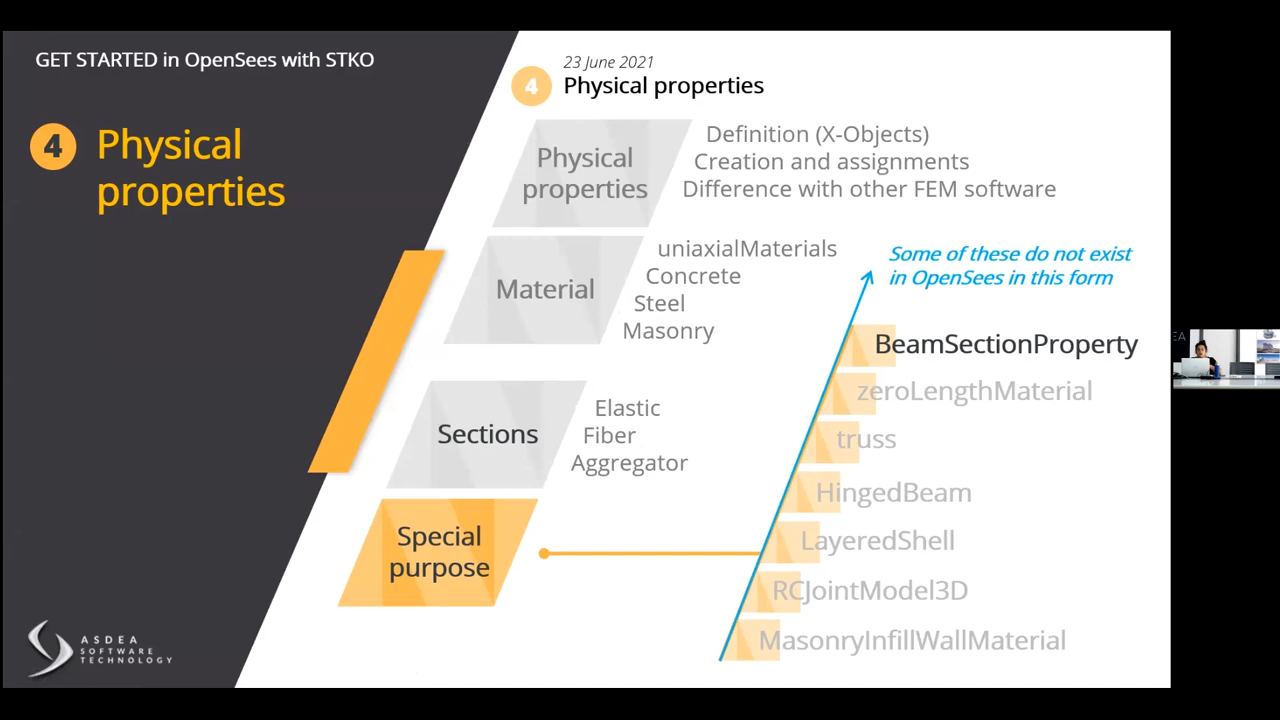 GET STARTED in OpenSees with STKO
4
Physical
properties
23 June 2021
4
Physical properties
Physical
properties
Definition (X-Objects)
Creation and assignments
Difference with other FEM software
Material
uniaxialMaterials
Concrete
Steel
Masonry
Sections
Elastic
Fiber
Aggregator
Special
purpose
Some of these do not exist
in OpenSees in this form
BeamSectionProperty
zeroLengthMaterial
truss
HingedBeam
LayeredShell
RCJointModel3D
MasonryInfillWallMaterial
ASDEA
SOFTWARE
TECHNOLOGY
EA